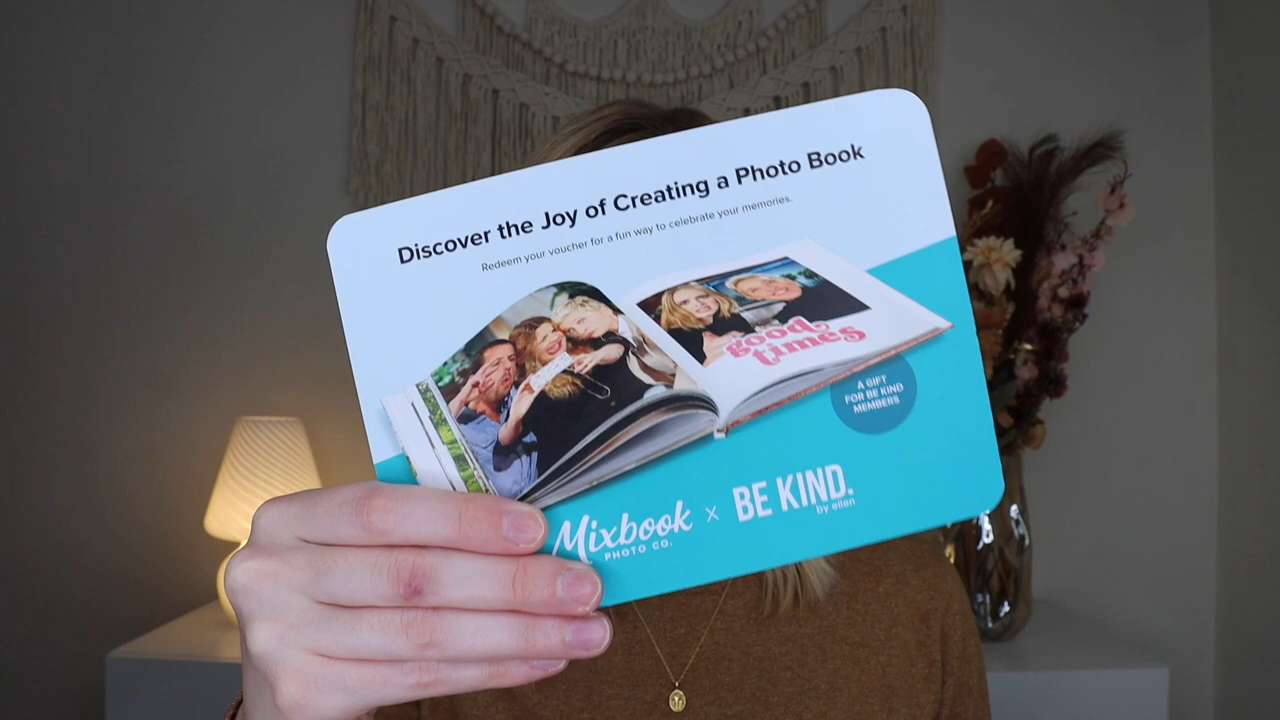 Discover the Joy of Creating a Photo Book
Redeem your voucher for a fun way to celebrate your memories.
good
times
A GIFT
FOR BE KIND
MEMBERS
Mixbook
PHOTO CO.
X
BE KIND.
by ellen